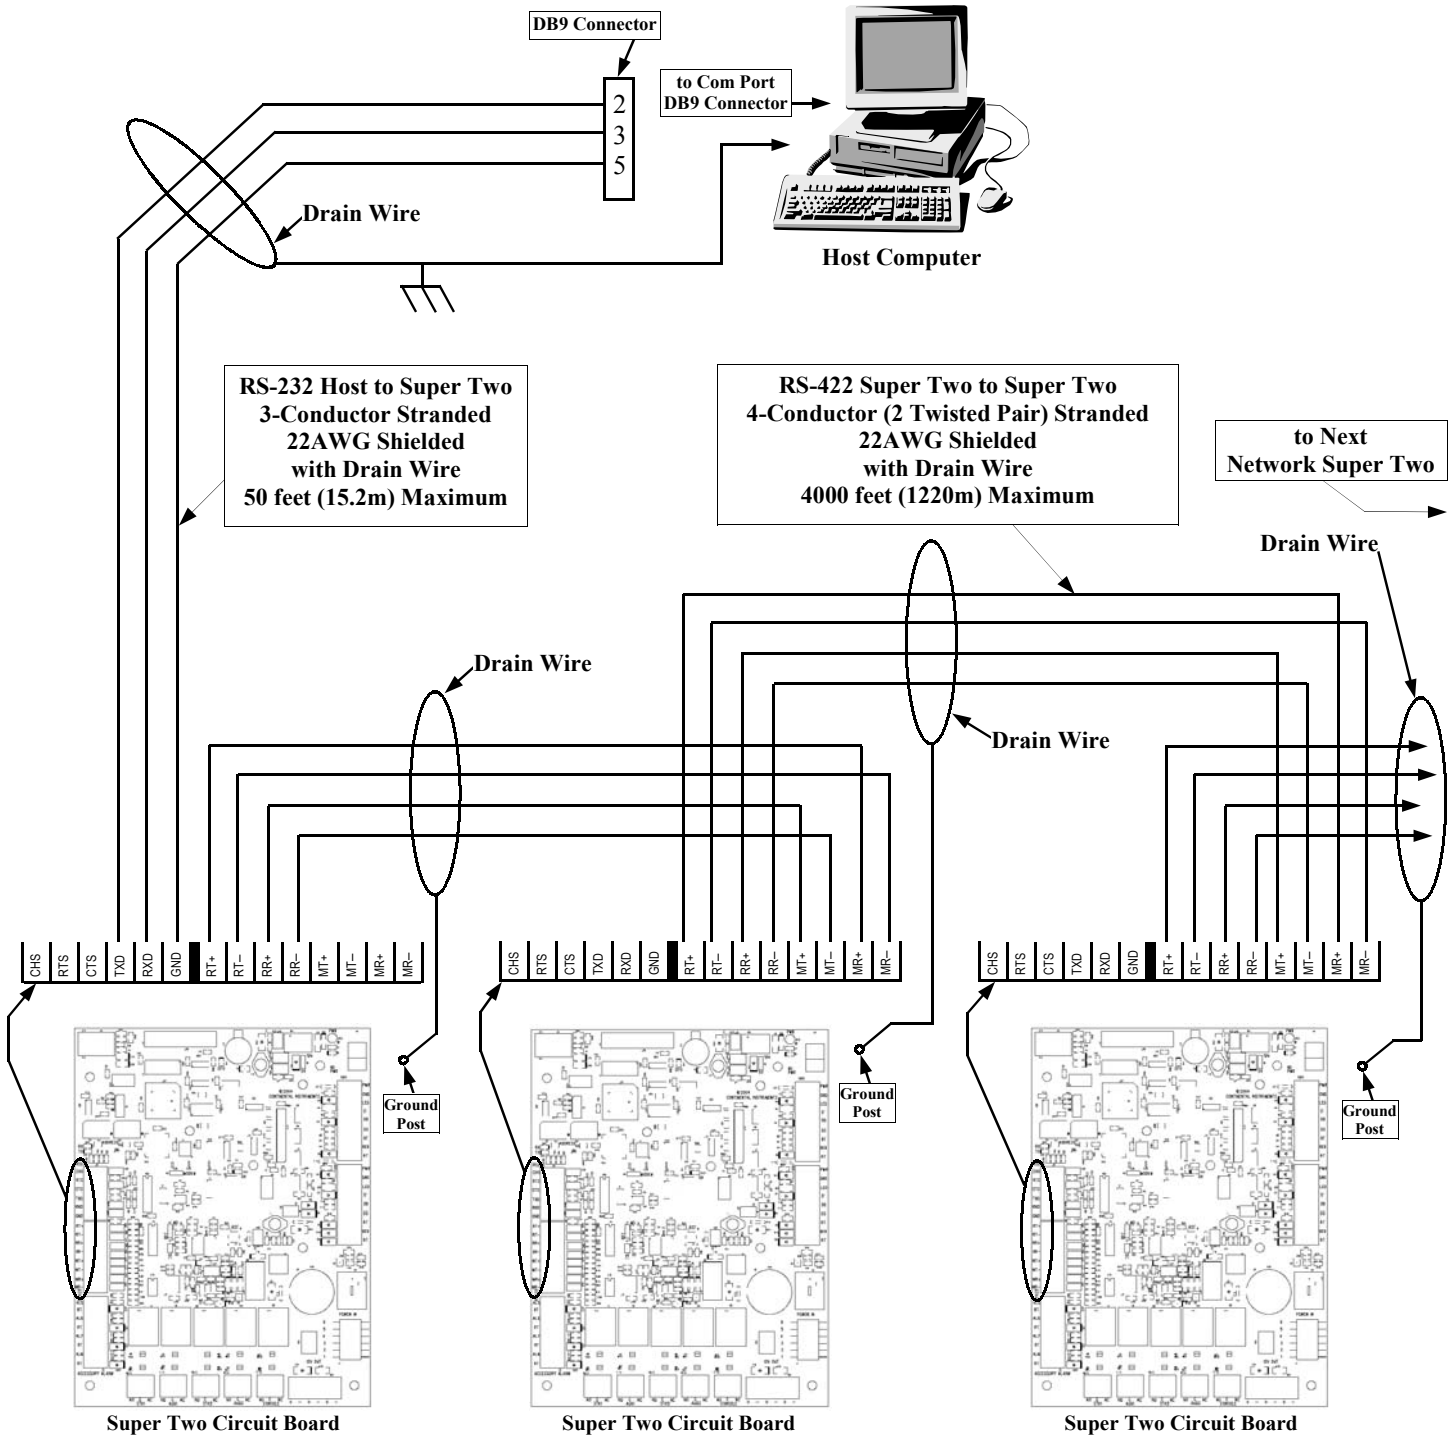 DB9 Connector
to Com Port
DB9 Connector
2
3
5
Drain Wire
Host Computer
RS-232 Host to Super Two
3-Conductor Stranded
22AWG Shielded
with Drain Wire
50 feet (15.2m) Maximum
RS-422 Super Two to Super Two
4-Conductor (2 Twisted Pair) Stranded
22AWG Shielded
with Drain Wire
4000 feet (1220m) Maximum
to Next
Network Super Two
Drain Wire
Drain Wire
Drain Wire
CHS
RTS
CTS
TXD
RXD
GND
RT+
RT–
RR+
RR–
MT+
MT–
MR+
MR–
CHS
RTS
CTS
TXD
RXD
GND
RT+
RT–
RR+
RR–
MT+
MT–
MR+
MR–
CHS
RTS
CTS
TXD
RXD
GND
RT+
RT–
RR+
RR–
MT+
MT–
MR+
MR–
Ground
Post
Ground
Post
Ground
Post
Super Two Circuit Board
Super Two Circuit Board
Super Two Circuit Board